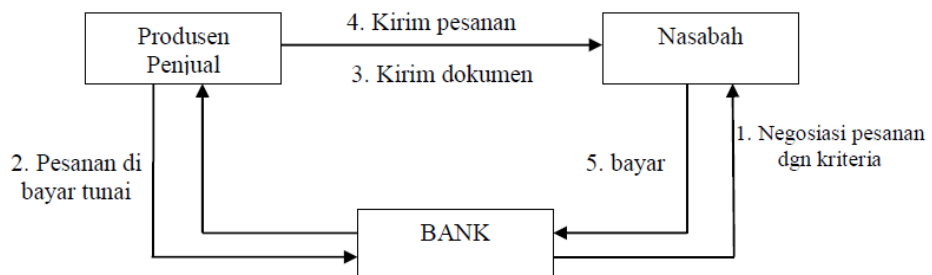 Produsen
Penjual
4. Kirim pesanan
3. Kirim dokumen
Nasabah
2. Pesanan di
bayar tunai
5. bayar
1. Negosiasi pesanan
dgn kriteria
BANK